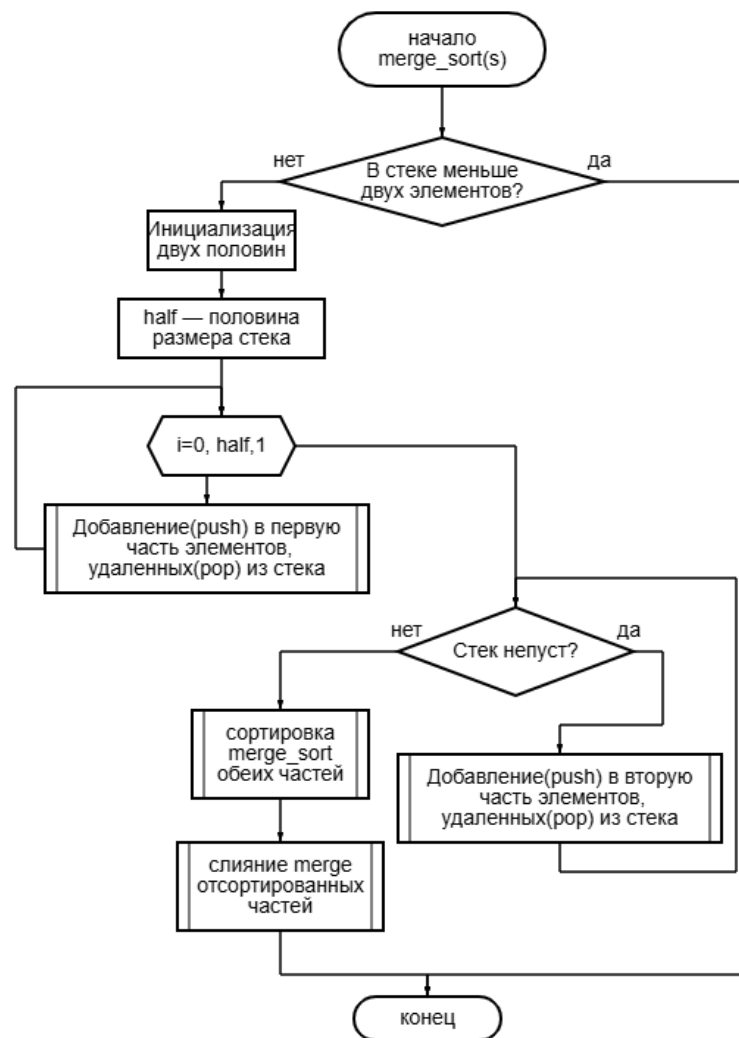 начало
merge_sort(s)
нет
да
В стеке меньше
двух элементов?
Инициализация
двух половин
half — половина
размера стека
i=0, half,1
Добавление(push) в первую
часть элементов,
удаленных(pop) из стека
нет
да
Стек непуст?
сортировка
merge_sort
обеих частей
Добавление(push) в вторую
часть элементов,
удаленных(pop) из стека
слияние merge
отсортированных
частей
конец